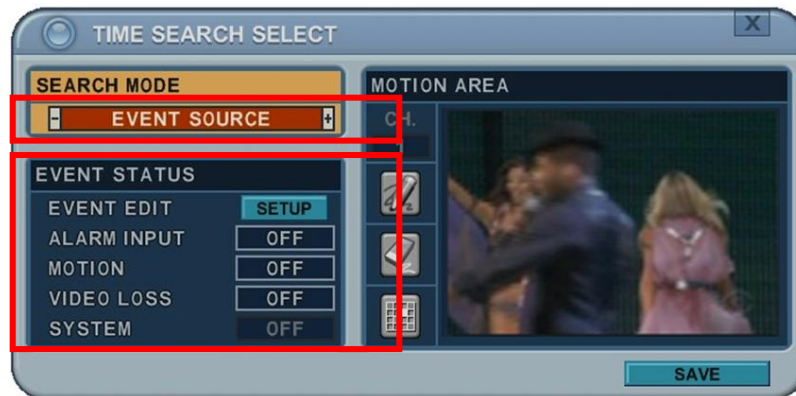 TIME SEARCH SELECT
X
SEARCH MODE
- EVENT SOURCE +
EVENT STATUS
EVENT EDIT SETUP
ALARM INPUT OFF
MOTION OFF
VIDEO LOSS OFF
SYSTEM OFF
MOTION AREA
CH.
SAVE